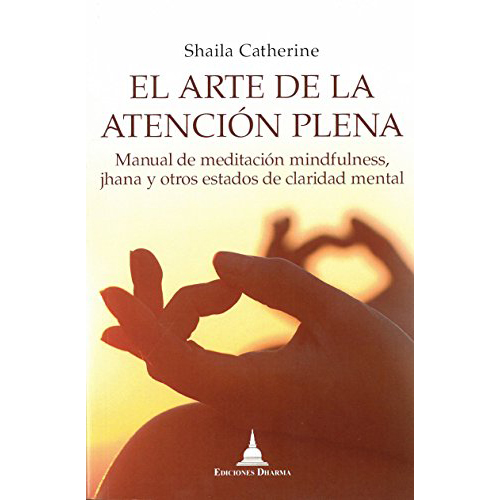 Shaila Catherine
EL ARTE DE LA
ATENCIÓN PLENA
Manual de meditación mindfulness,
jhana y otros estados de claridad mental
EDICIONES DHARMA